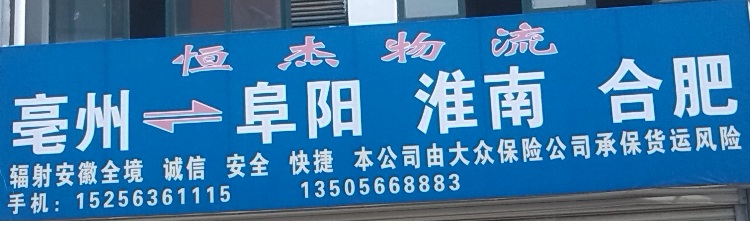 恒杰物流
亳州⇌阜阳 淮南 合肥
辐射安徽全境 诚信 安全 快捷 本公司由大众保险公司承保货运风险
手机：15256361115 13505668883